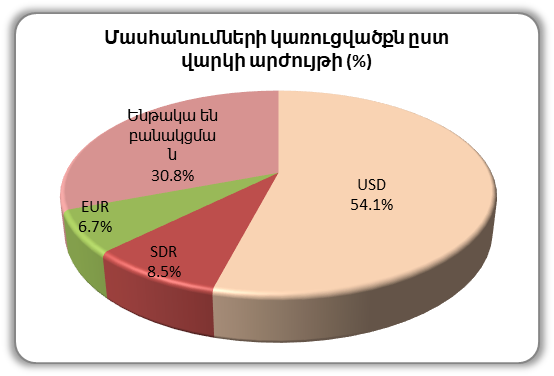 Մասհանումների կառուցվածքն ըստ
վարկի արժույթի (%)
Ենթակա են
բանակցմա
ն
30.8%
USD
54.1%
EUR
6.7%
SDR
8.5%